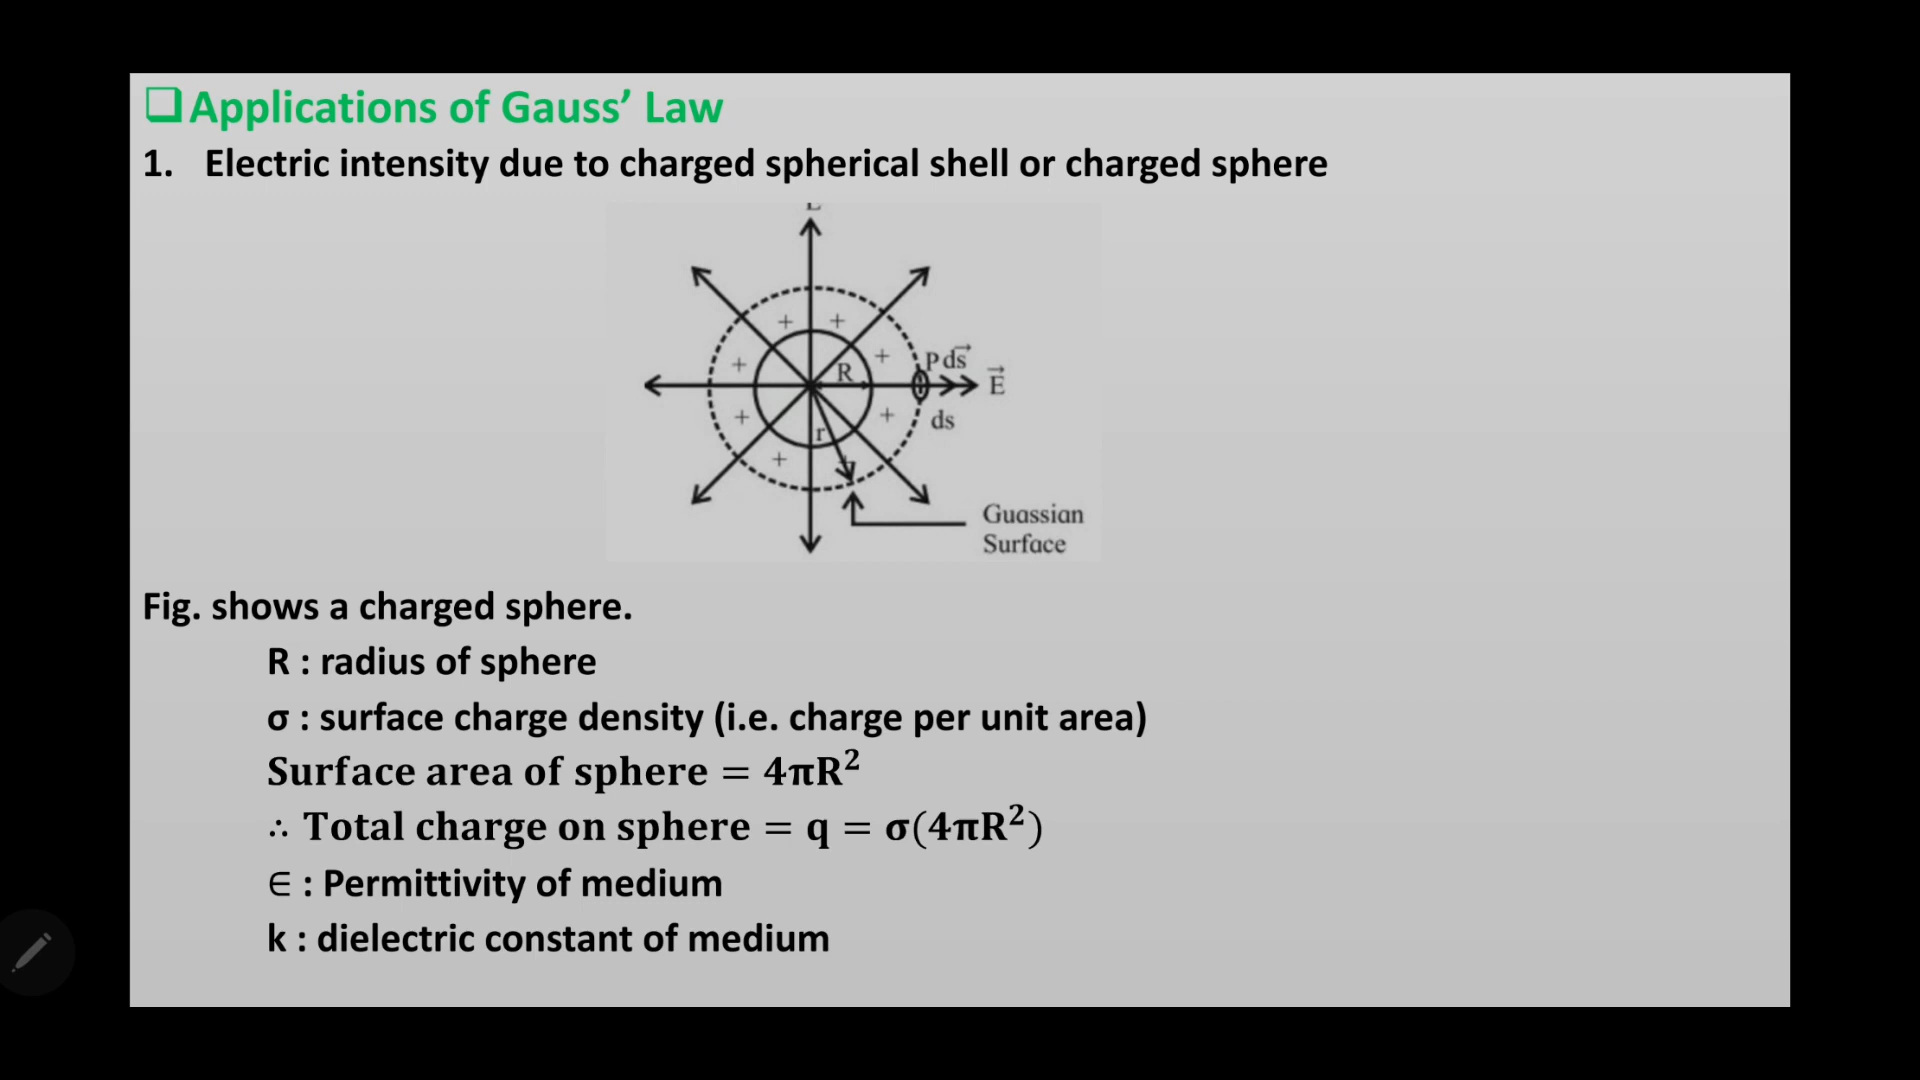 ❑Applications of Gauss’ Law
1. Electric intensity due to charged spherical shell or charged sphere
+ +
+ + P d͢s
R E⃗
+ + ds
r
+
Guassian
Surface
Fig. shows a charged sphere.
R : radius of sphere
σ : surface charge density (i.e. charge per unit area)
Surface area of sphere = 4πR²
∴ Total charge on sphere = q = σ(4πR²)
∈ : Permittivity of medium
k : dielectric constant of medium